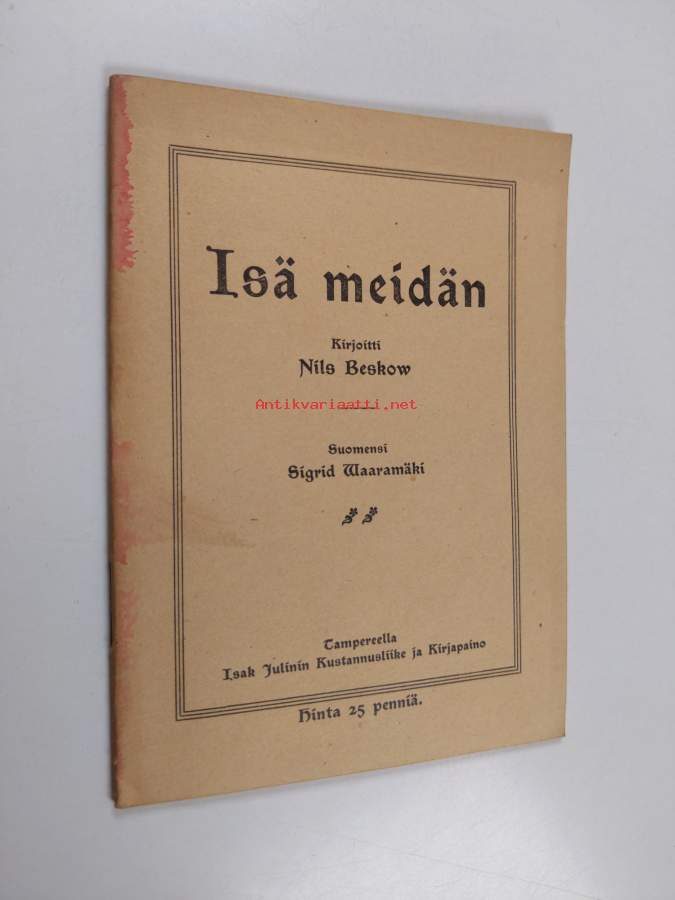 Isä meidän
Kirjoitti
Nils Beskow
Antikvariaatti.net
Suomensi
Sigrid Waaramäki
Tampereella
Isak Julinin Kustannusliike ja Kirjapaino
Hinta 25 penniä.